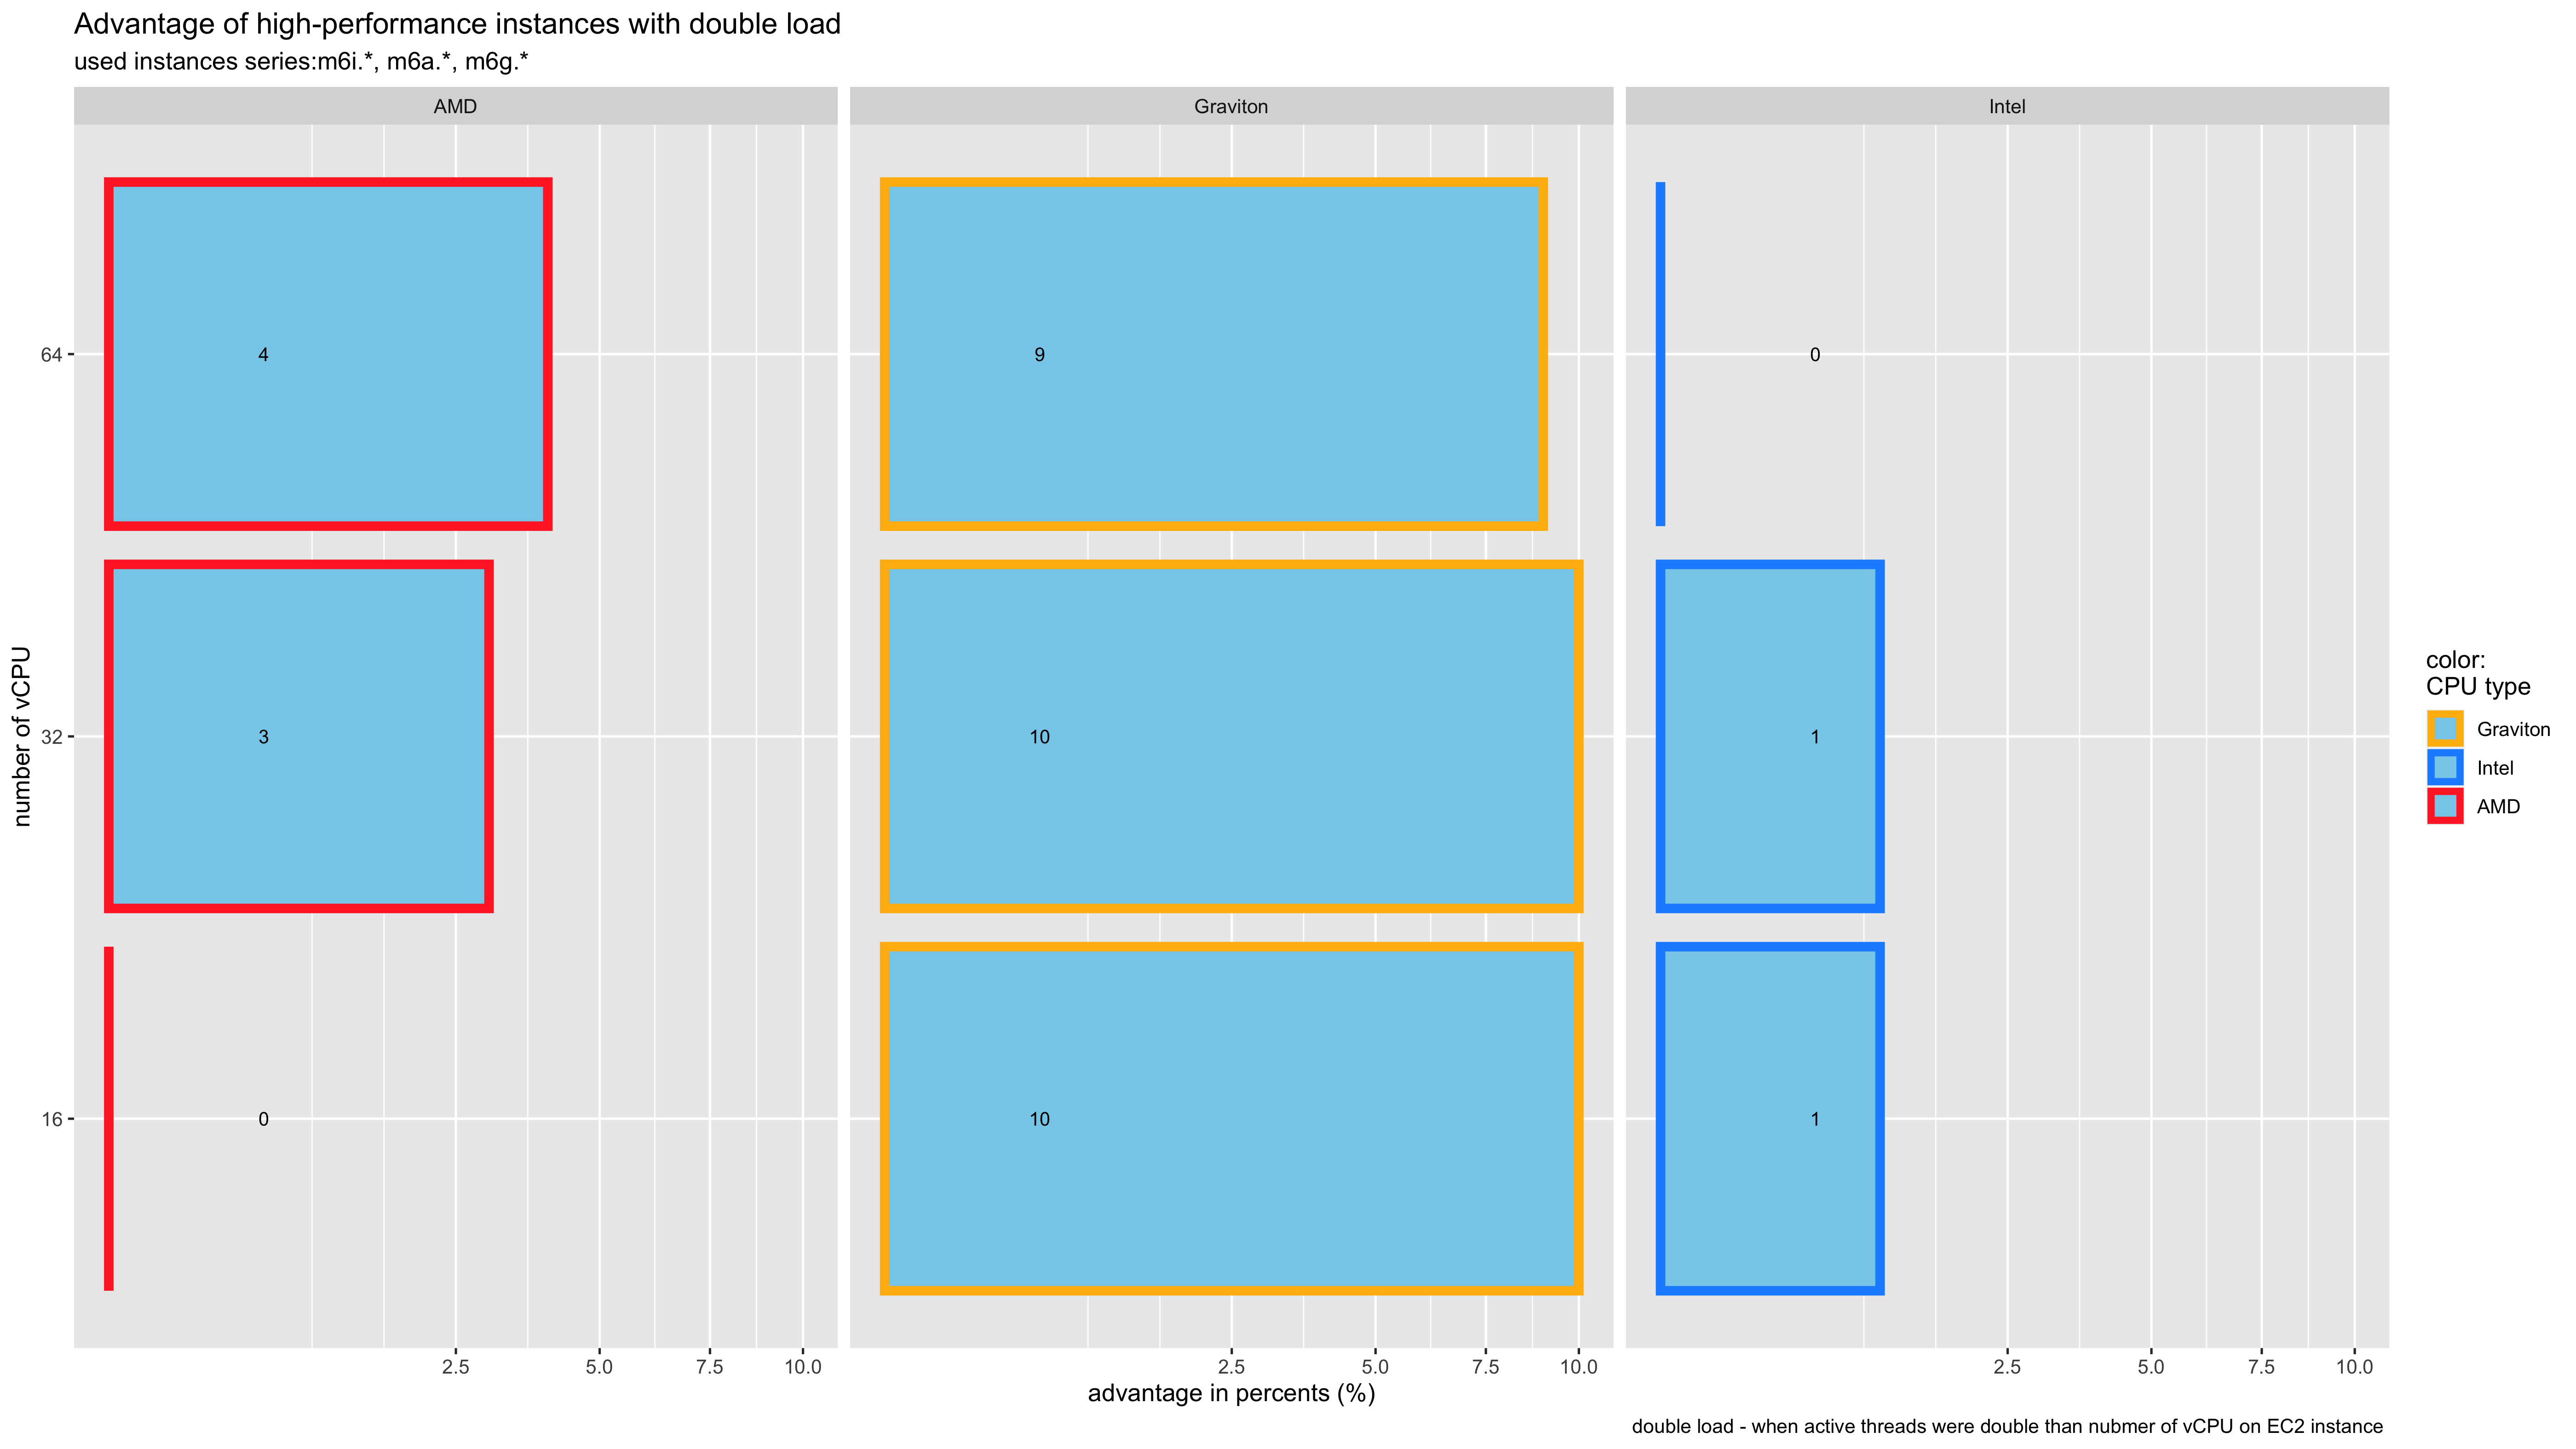 Advantage of high-performance instances with double load
used instances series:m6i.*, m6a.*, m6g.*
AMD
Graviton
Intel
number of vCPU
64
4
9
0
32
3
10
1
16
0
10
1
2.5
5.0
7.5
10.0
2.5
5.0
7.5
10.0
2.5
5.0
7.5
10.0
advantage in percents (%)
color:
CPU type
Graviton
Intel
AMD
double load - when active threads were double than nubmer of vCPU on EC2 instance